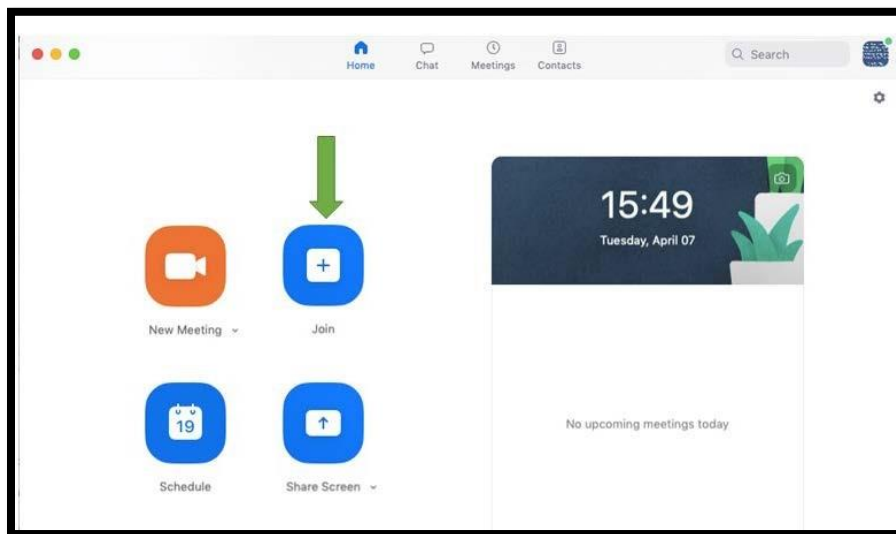 Home
Chat
Meetings
Contacts
Search
15:49
Tuesday, April 07
New Meeting
Join
19
Schedule
Share Screen
No upcoming meetings today